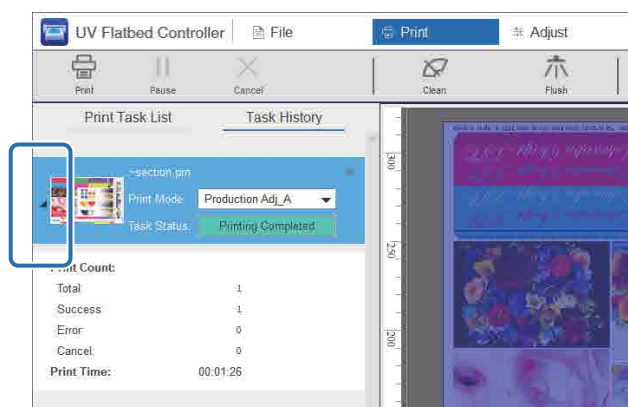 UV Flatbed Controller File Print Adjust
Print Pause Cancel Clean Flush
Print Task List Task History
~section.prn
Print Mode: Production Adj_A
Task Status: Printing Completed
Print Count:
Total 1
Success 1
Error 0
Cancel: 0
Print Time: 00:01:26
300
250
200